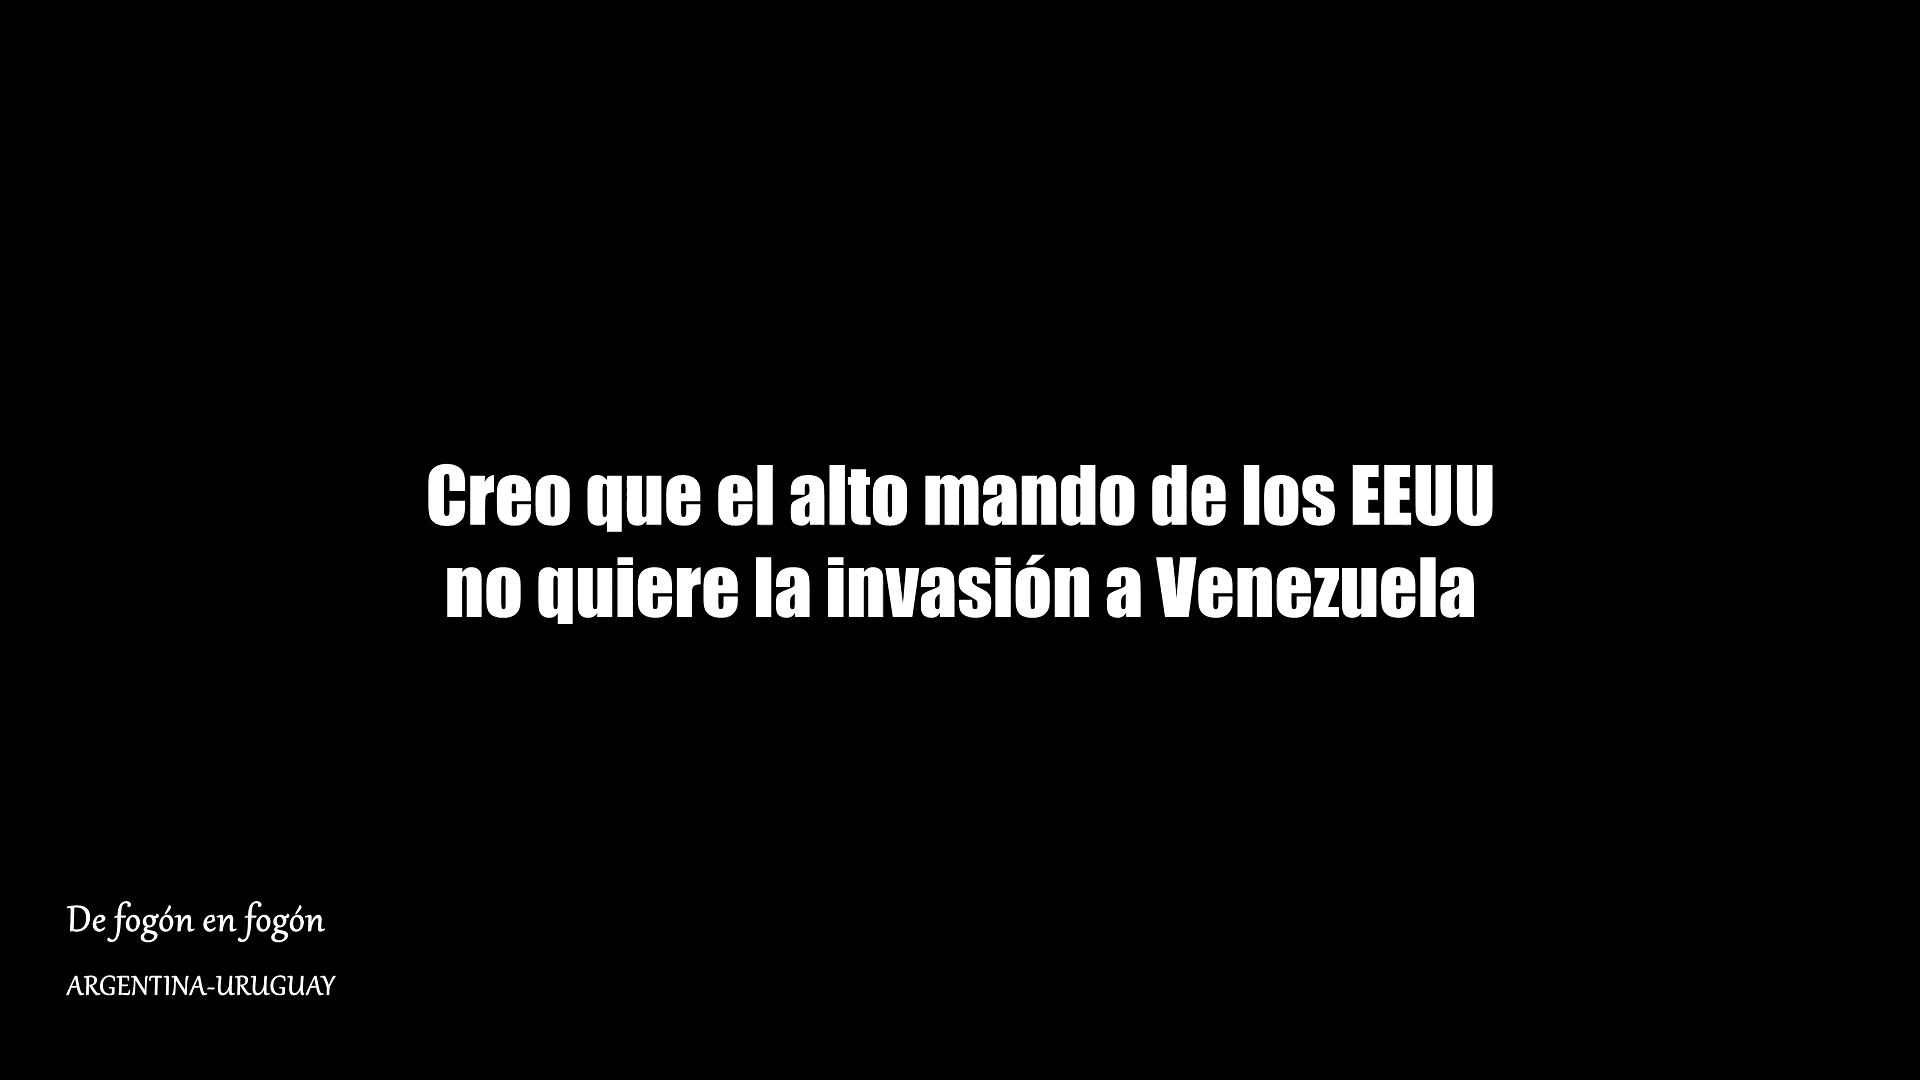 Creo que el alto mando de los EEUU
no quiere la invasión a Venezuela
De fogón en fogón
ARGENTINA-URUGUAY